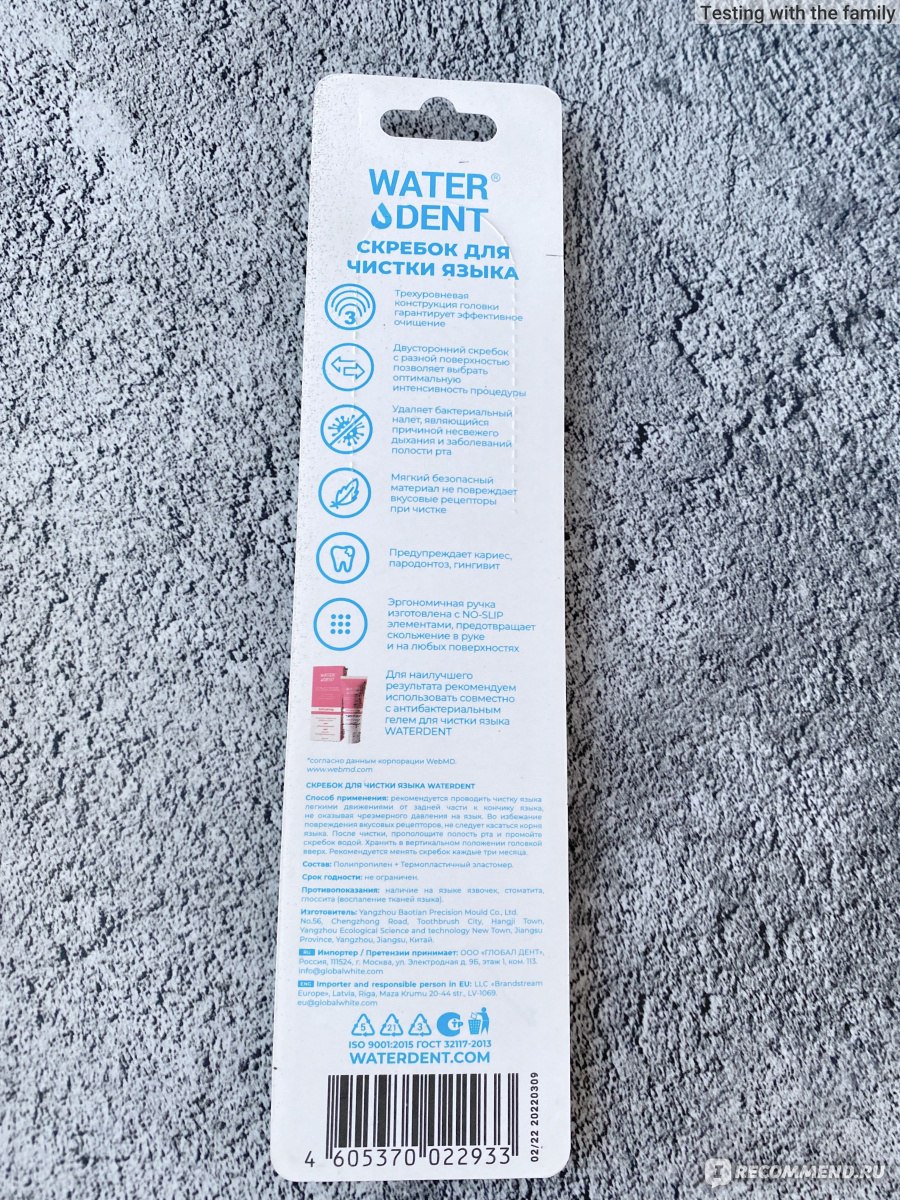 Testing with the family
WATER®
DENT
СКРЕБОК ДЛЯ
ЧИСТКИ ЯЗЫКА
3
Трехуровневая
конструкция головки
гарантирует эффективное
очищение
Двусторонний скребок
с разной поверхностью
позволяет выбрать
оптимальную
интенсивность процедуры
Удаляет бактериальный
налет, являющийся
причиной несвежего
дыхания и заболеваний
полости рта
Мягкий безопасный
материал не повреждает
вкусовые рецепторы
при чистке
Предупреждает кариес,
пародонтоз, гингивит
Эргономичная ручка
изготовлена с NO-SLIP
элементами, предотвращает
скольжение в руке
и на любых поверхностях
WATER
DENT
Для наилучшего
результата рекомендуем
использовать совместно
с антибактериальным
гелем для чистки языка
WATERDENT
*согласно данным корпорации WebMD.
www.webmd.com
СКРЕБОК ДЛЯ ЧИСТКИ ЯЗЫКА WATERDENT
Способ применения: рекомендуется проводить чистку языка
легкими движениями от задней части к кончику языка,
не оказывая чрезмерного давления на язык. Во избежание
повреждения вкусовых рецепторов, не следует касаться корня
языка. После чистки, прополощите полость рта и промойте
скребок водой. Хранить в вертикальном положении головкой
вверх. Рекомендуется менять скребок каждые три месяца.
Состав: Полипропилен + Термопластичный эластомер.
Срок годности: не ограничен.
Противопоказания: наличие на языке язвочек, стоматита,
глоссита (воспаление тканей языка).
Изготовитель: Yangzhou Baotian Precision Mould Co., Ltd.
No.56, Chengzhong Road, Toothbrush City, Hangji Town,
Yangzhou Ecological Science and technology New Town, Jiangsu
Province, Yangzhou, Jiangsu, Китай.
RU Импортер / Претензии принимает: ООО «ГЛОБАЛ ДЕНТ»,
Россия, 111524, г. Москва, ул. Электродная д. 9Б, этаж 1, ком. 113.
info@globalwhite.com
ENG Importer and responsible person in EU: LLC «Brandstream
Europe», Latvia, Riga, Maza Krumu 20-44 str., LV-1069.
eu@globalwhite.com
5 21 3 СТР
ISO 9001:2015 ГОСТ 32117-2013
WATERDENT.COM
02/22 20220309
4 605370 022933
RECOMMEND.RU